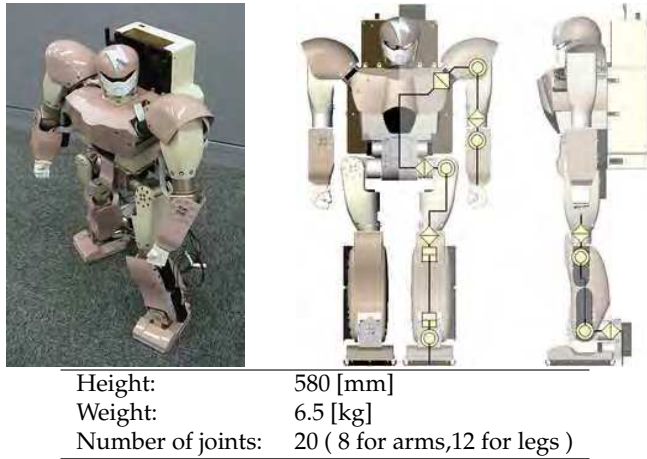 Height: 580 [mm]
Weight: 6.5 [kg]
Number of joints: 20 ( 8 for arms,12 for legs )